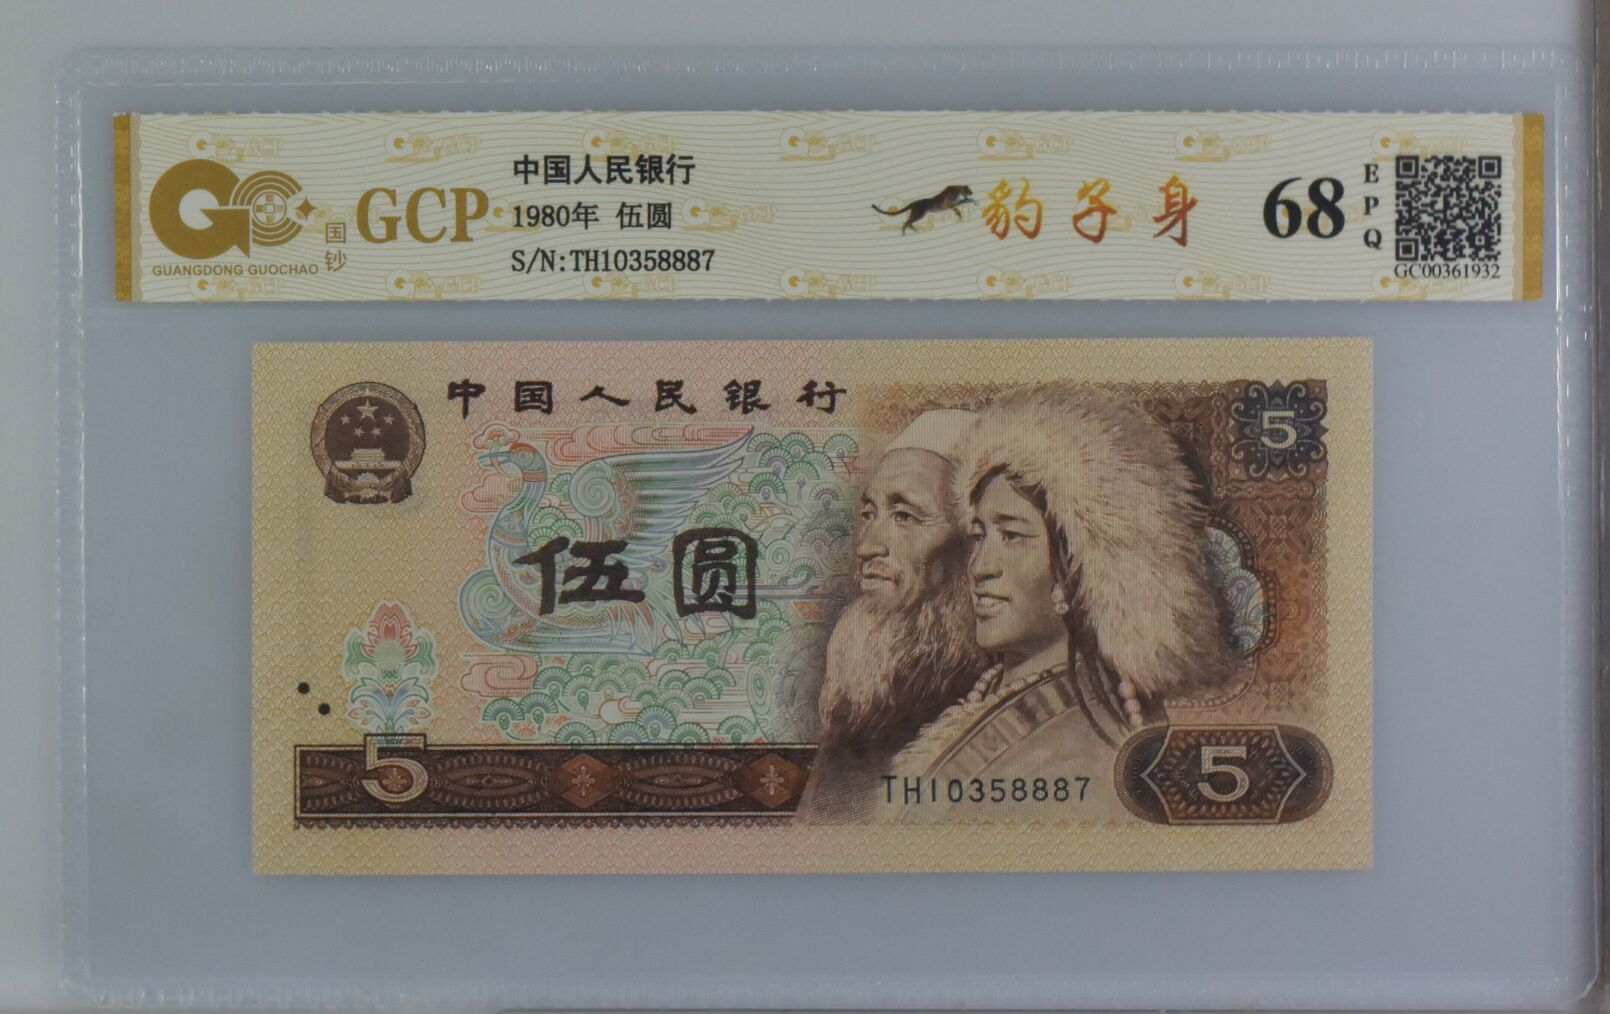 GC
GUANGDONG GUOCHAO
国钞
GCP
中国人民银行
1980年 伍圆
S/N:TH10358887
豹子身
68
EPQ
GC00361932
中国人民银行
5
伍圆
5
TH10358887
5